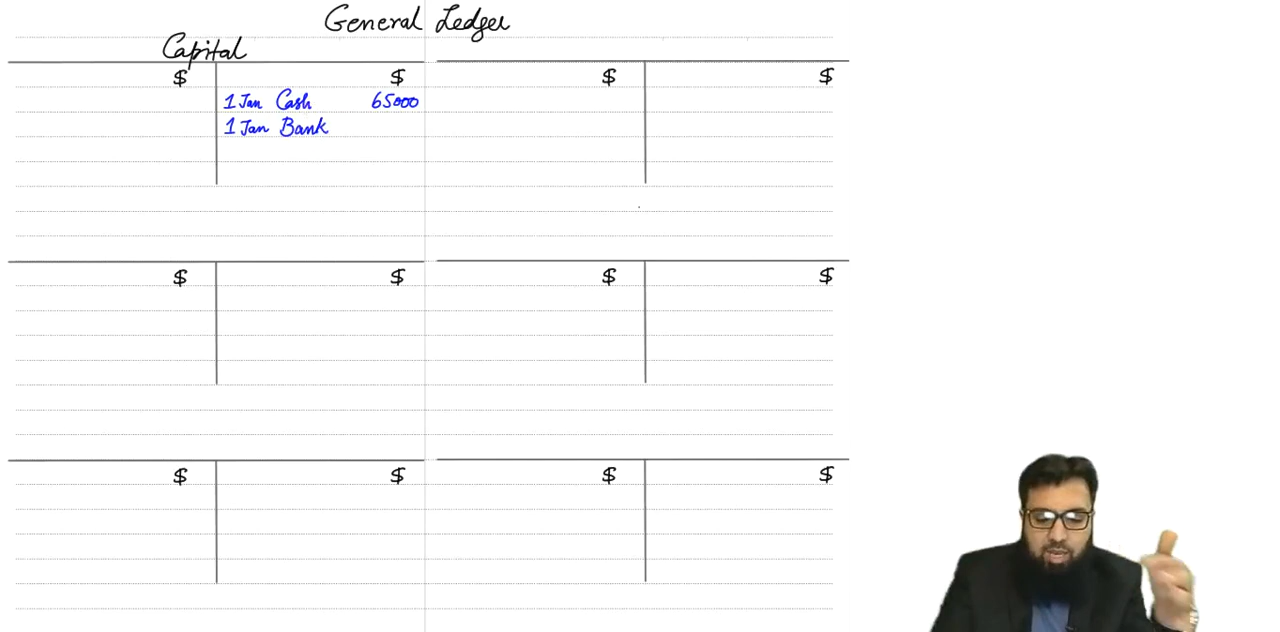 General Ledger
Capital
$ $ $ $
1 Jan Cash 65000
1 Jan Bank
$ $ $ $
$ $ $ $